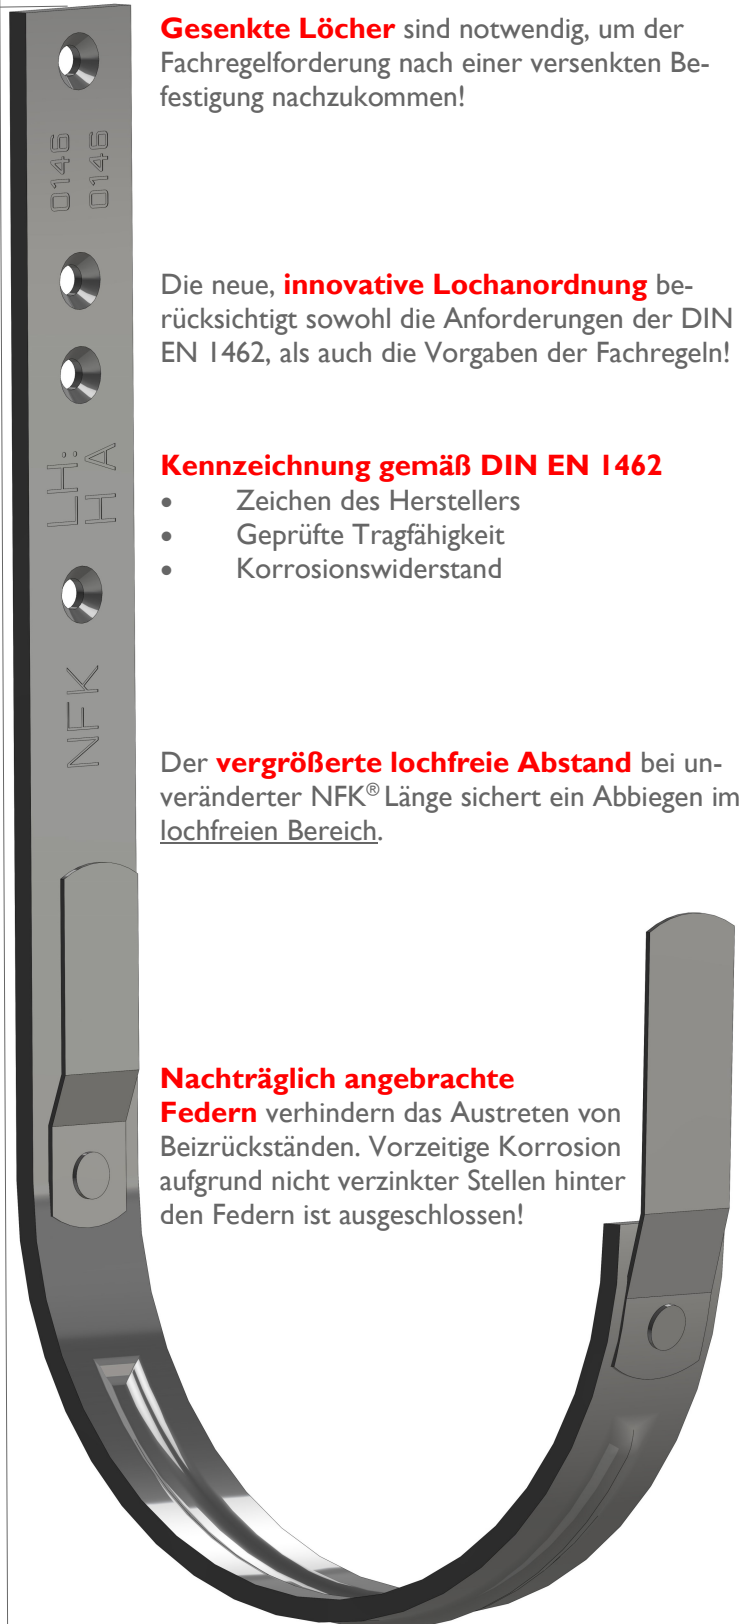 Gesenkte Löcher sind notwendig, um der
Fachregelforderung nach einer versenkten Be-
festigung nachzukommen!
0146
0146
Die neue, innovative Lochanordnung be-
rücksichtigt sowohl die Anforderungen der DIN
EN 1462, als auch die Vorgaben der Fachregeln!
LH:
H A
Kennzeichnung gemäß DIN EN 1462
• Zeichen des Herstellers
• Geprüfte Tragfähigkeit
• Korrosionswiderstand
NFK
Der vergrößerte lochfreie Abstand bei un-
veränderter NFK® Länge sichert ein Abbiegen im
lochfreien Bereich.
Nachträglich angebrachte
Federn verhindern das Austreten von
Beizrückständen. Vorzeitige Korrosion
aufgrund nicht verzinkter Stellen hinter
den Federn ist ausgeschlossen!